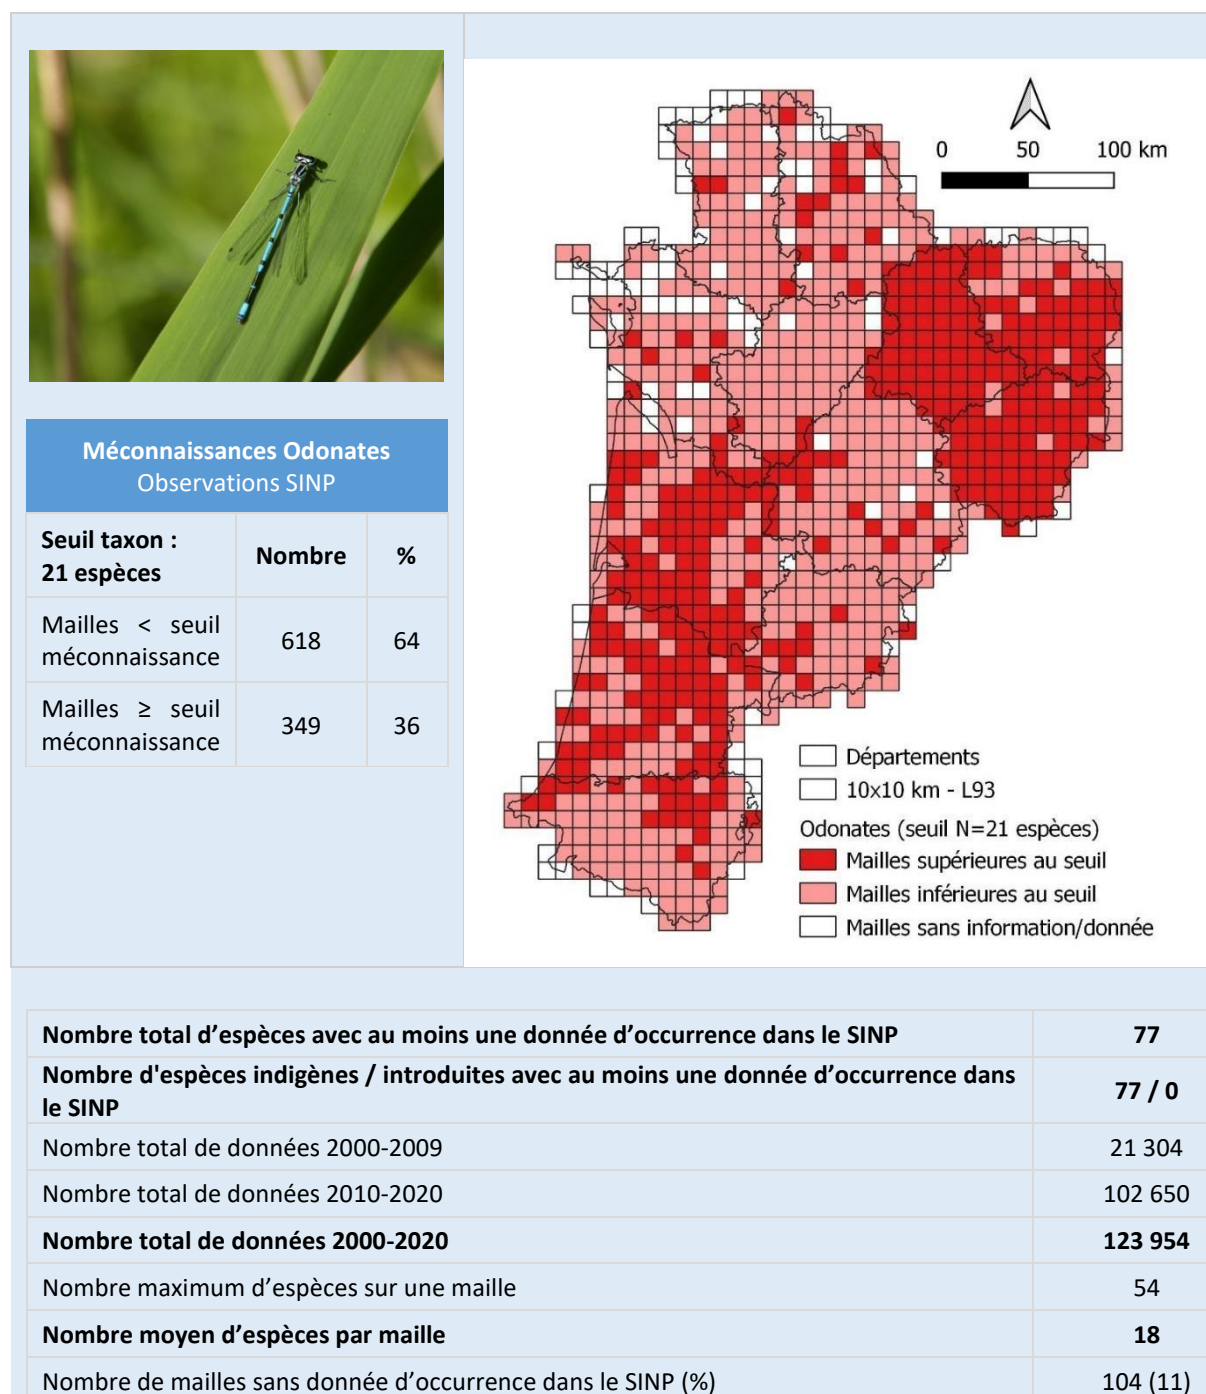 0 50 100 km
Méconnaissances Odonates
Observations SINP
Seuil taxon :
21 espèces
Nombre
%
Mailles < seuil
méconnaissance
618
64
Mailles ≥ seuil
méconnaissance
349
36
Départements
10x10 km - L93
Odonates (seuil N=21 espèces)
Mailles supérieures au seuil
Mailles inférieures au seuil
Mailles sans information/donnée
Nombre total d’espèces avec au moins une donnée d’occurrence dans le SINP 77
Nombre d'espèces indigènes / introduites avec au moins une donnée d’occurrence dans
le SINP
77 / 0
Nombre total de données 2000-2009 21 304
Nombre total de données 2010-2020 102 650
Nombre total de données 2000-2020 123 954
Nombre maximum d’espèces sur une maille 54
Nombre moyen d’espèces par maille 18
Nombre de mailles sans donnée d’occurrence dans le SINP (%) 104 (11)